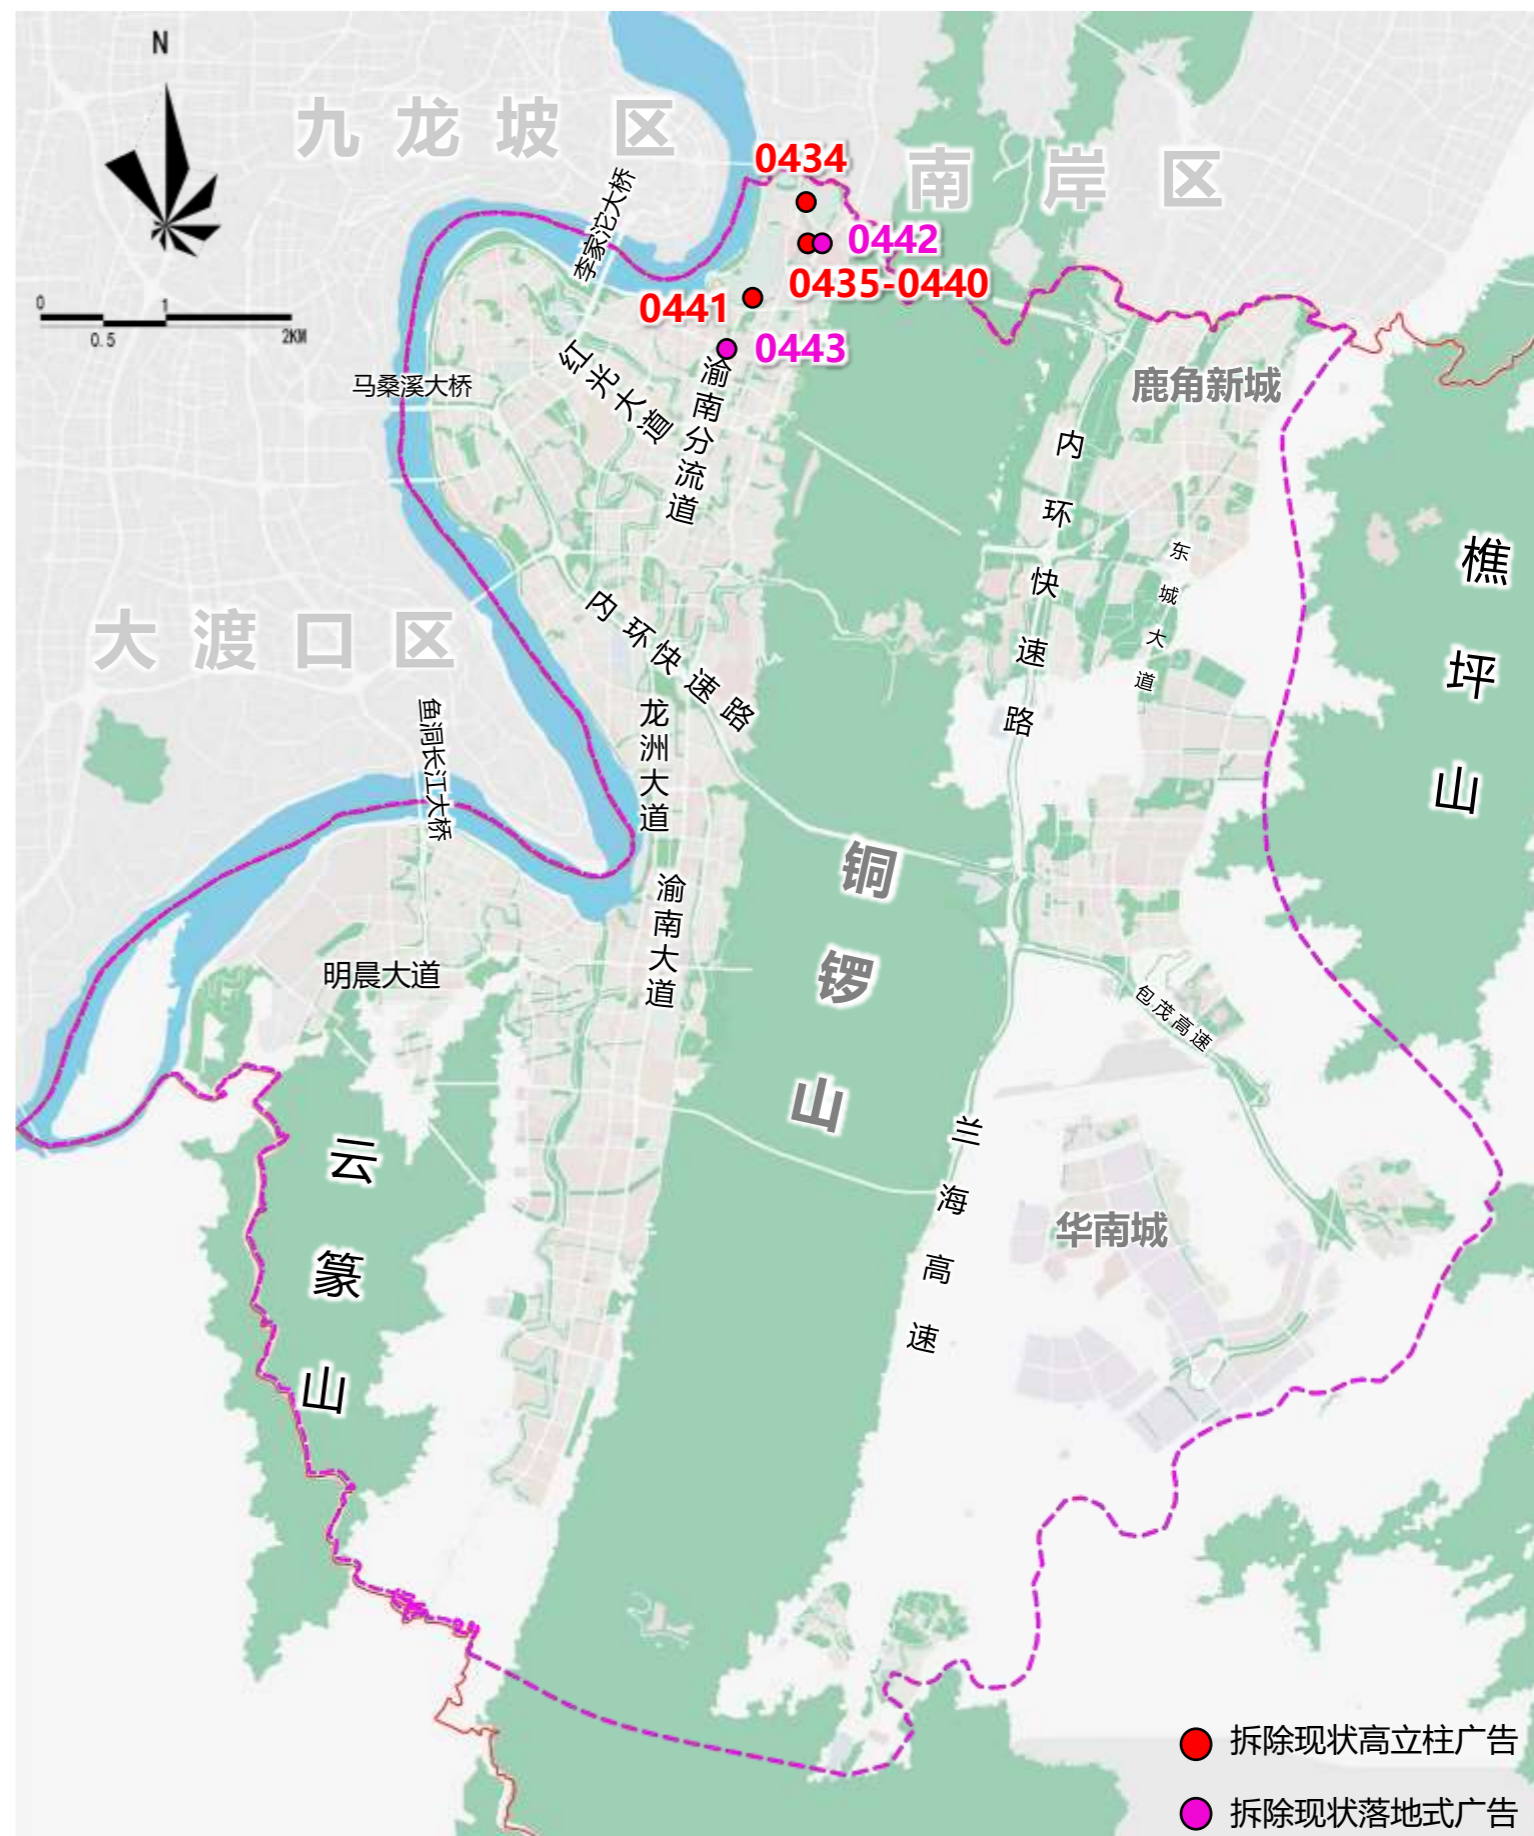 N
九龙坡区
南岸区
0434
0442
0435-0440
0441
0443
李家沱大桥
0
1
0.5
2KM
马桑溪大桥
红光大道
渝南分流道
鹿角新城
内环快速路
东城大道
樵坪山
大渡口区
内环快速路
鱼洞长江大桥
龙洲大道
铜锣山
渝南大道
明晨大道
包茂高速
云篆山
兰海高速
华南城
拆除现状高立柱广告
拆除现状落地式广告